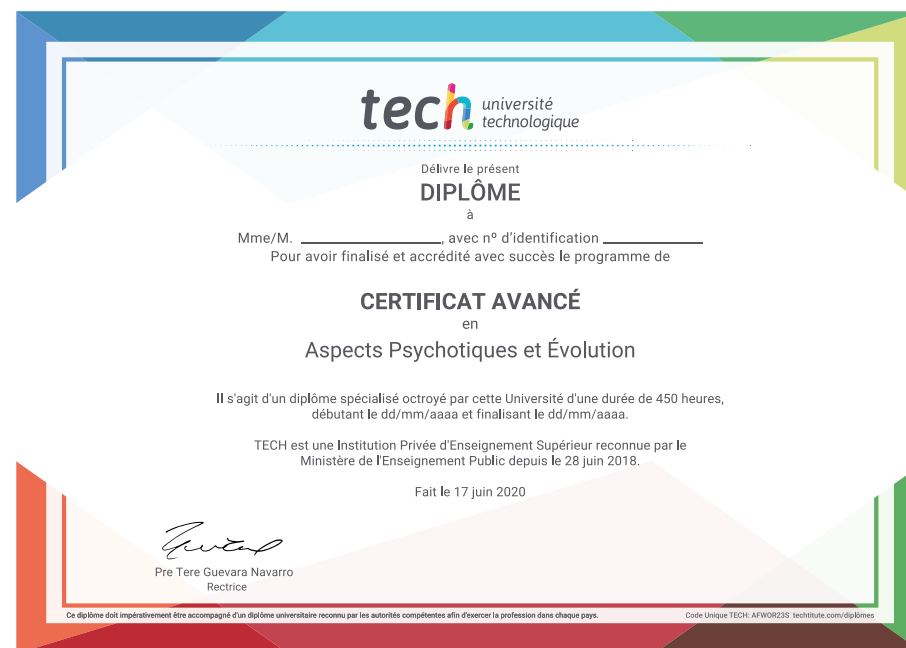 tech université
technologique
Délivre le présent
DIPLÔME
à
Mme/M. ____________________, avec nº d'identification ______________
Pour avoir finalisé et accrédité avec succès le programme de
CERTIFICAT AVANCÉ
en
Aspects Psychotiques et Évolution
Il s'agit d'un diplôme spécialisé octroyé par cette Université d'une durée de 450 heures,
débutant le dd/mm/aaaa et finalisant le dd/mm/aaaa.
TECH est une Institution Privée d'Enseignement Supérieur reconnue par le
Ministère de l'Enseignement Public depuis le 28 juin 2018.
Fait le 17 juin 2020
Pre Tere Guevara Navarro
Rectrice
Ce diplôme doit impérativement être accompagné d'un diplôme universitaire reconnu par les autorités compétentes afin d'exercer la profession dans chaque pays.
Code Unique TECH: AFWOR23S techtitute.com/diplômes